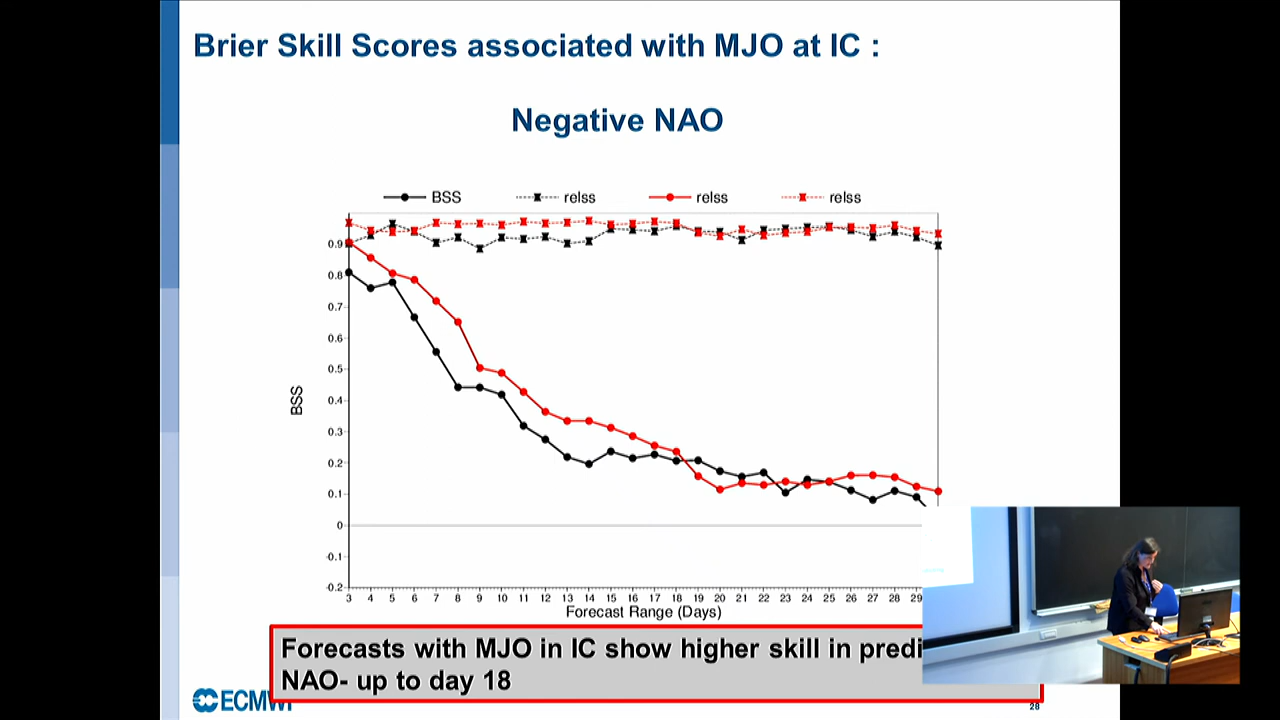 Brier Skill Scores associated with MJO at IC :
Negative NAO
BSS relss relss relss
0.9
0.8
0.7
0.6
0.5
0.4
0.3
0.2
0.1
0
-0.1
-0.2
BSS
3 4 5 6 7 8 9 10 11 12 13 14 15 16 17 18 19 20 21 22 23 24 25 26 27 28 29
Forecast Range (Days)
Forecasts with MJO in IC show higher skill in predi
NAO- up to day 18
ECMWF
28